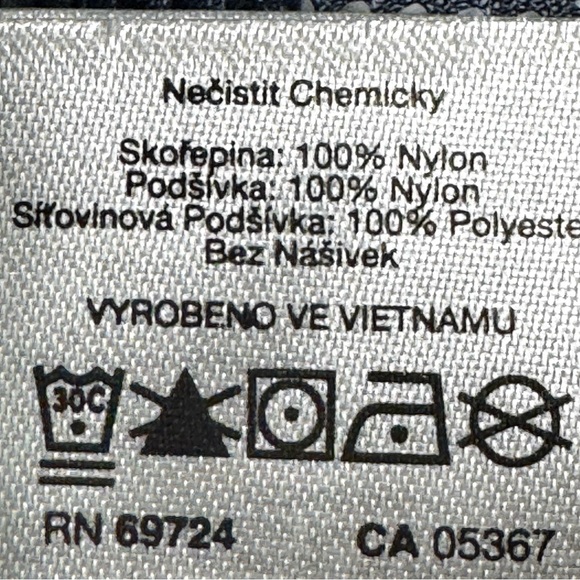 Nečistit Chemicky
Skořepina: 100% Nylon
Podšívka: 100% Nylon
Síťovinová Podšívka: 100% Polyeste
Bez Nášivek
VYROBENO VE VIETNAMU
30C
RN 69724 CA 05367